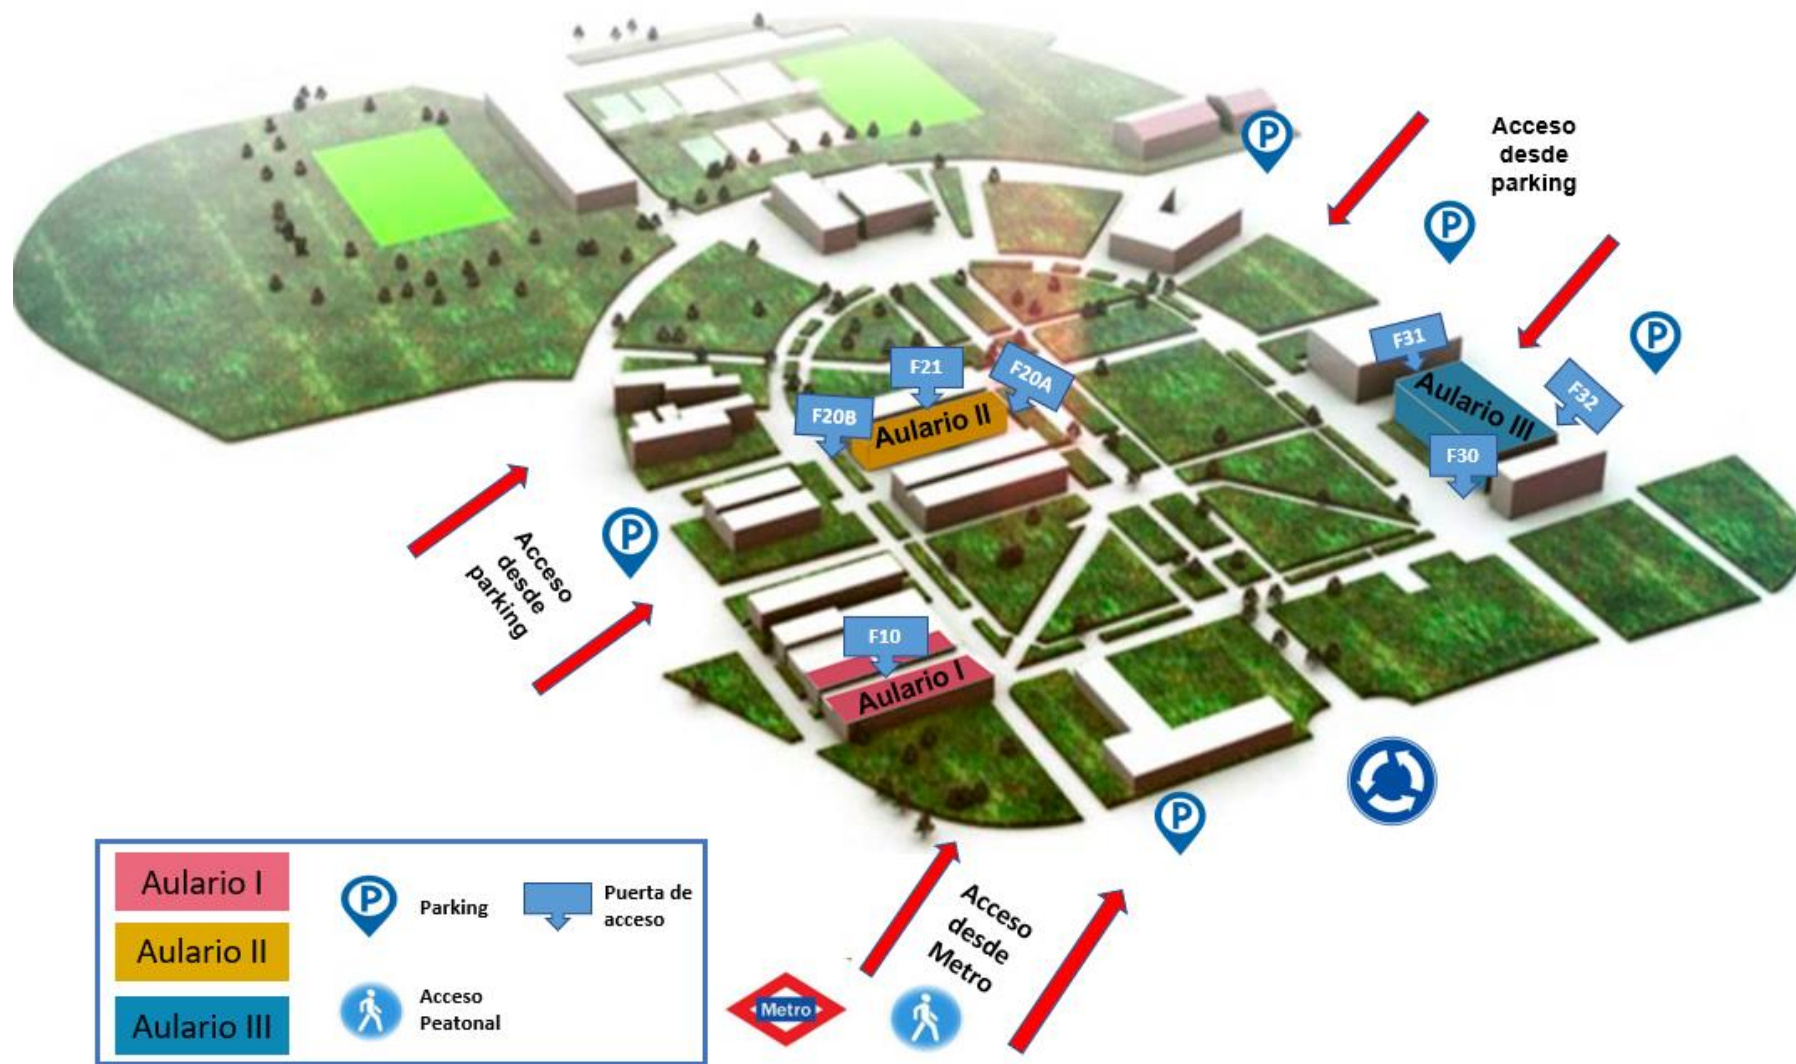 Acceso
desde
parking
F31
F21
F20A
Aulario III
F32
F20B
Aulario II
F30
Acceso
desde
parking
F10
Aulario I
Aulario I
Parking
Puerta de
acceso
Aulario II
Acceso
Peatonal
Aulario III
Acceso
desde
Metro
Metro
P
P
P
P
P
P